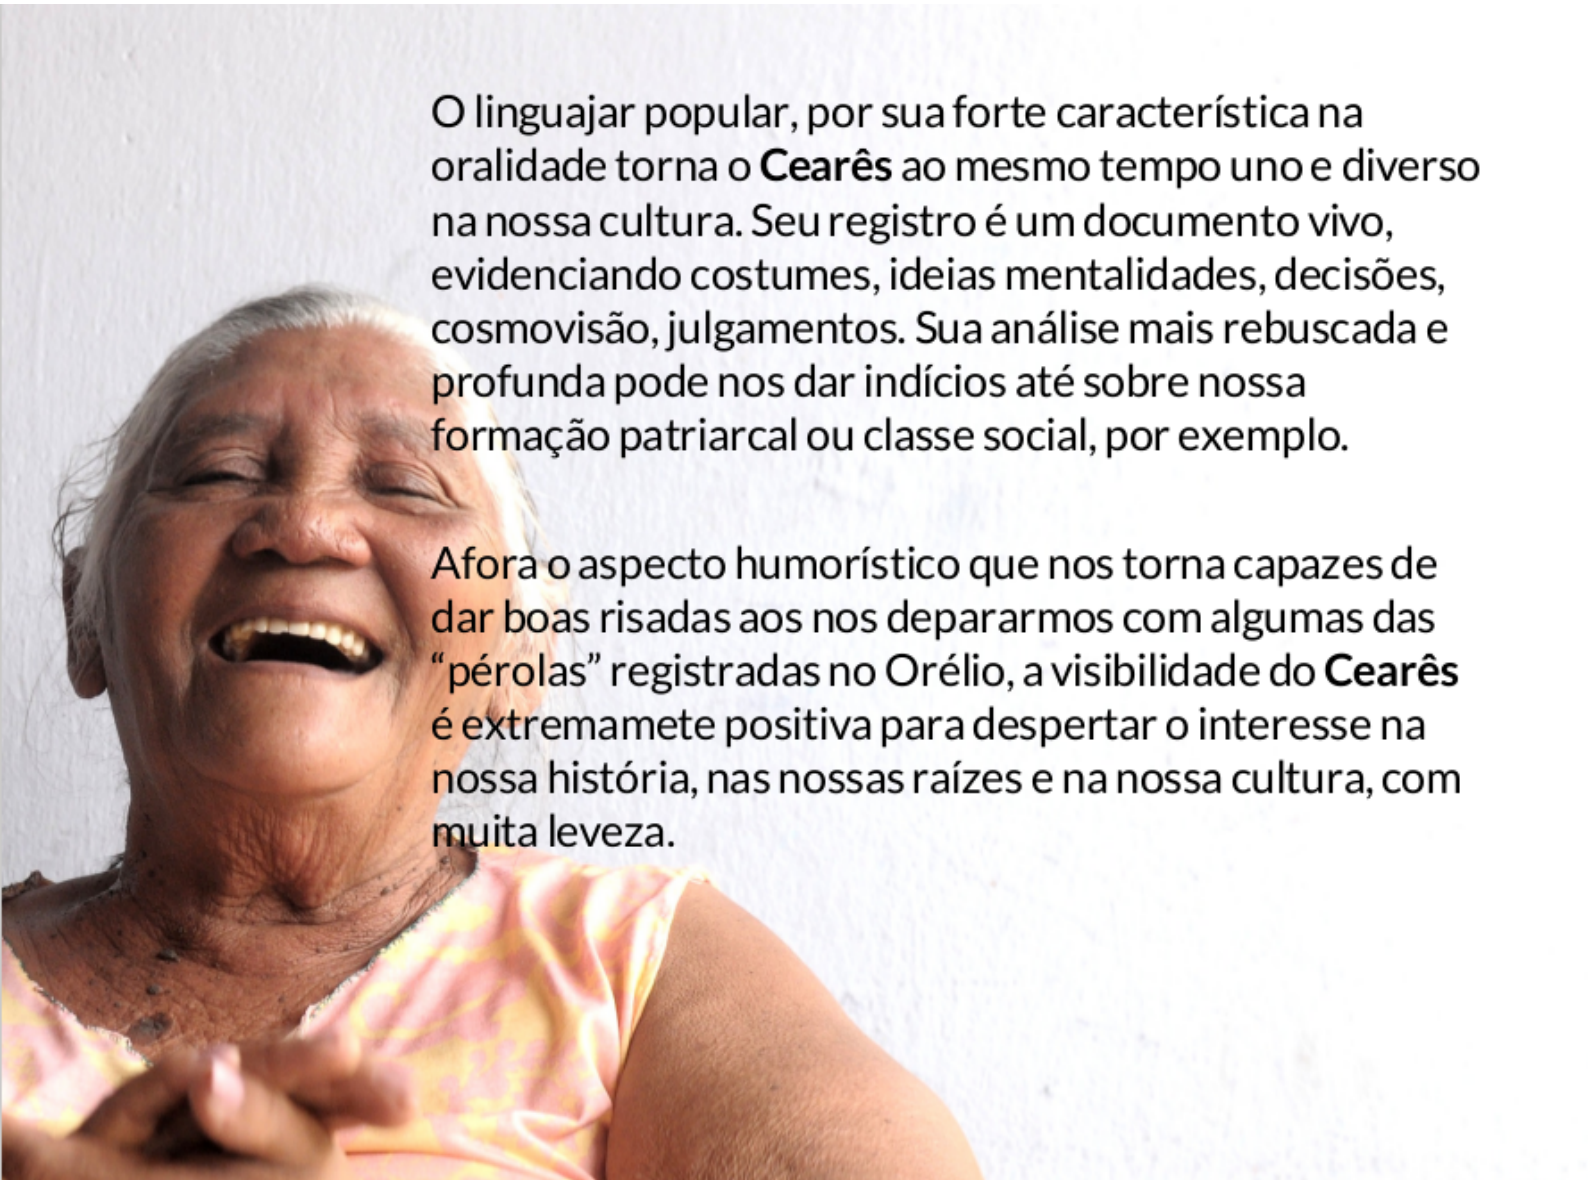 O linguajar popular, por sua forte característica na
oralidade torna o Cearês ao mesmo tempo uno e diverso
na nossa cultura. Seu registro é um documento vivo,
evidenciando costumes, ideias mentalidades, decisões,
cosmovisão, julgamentos. Sua análise mais rebuscada e
profunda pode nos dar indícios até sobre nossa
formação patriarcal ou classe social, por exemplo.
Afora o aspecto humorístico que nos torna capazes de
dar boas risadas aos nos depararmos com algumas das
“pérolas” registradas no Orélio, a visibilidade do Cearês
é extremamete positiva para despertar o interesse na
nossa história, nas nossas raízes e na nossa cultura, com
muita leveza.